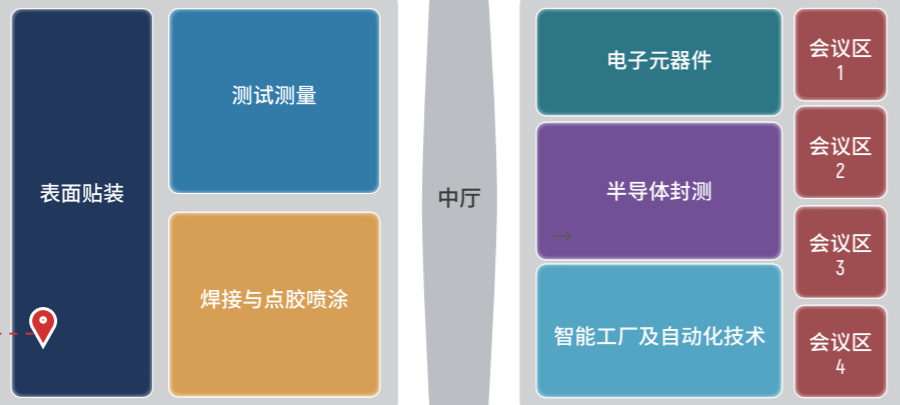 表面贴装
测试测量
焊接与点胶喷涂
中厅
电子元器件
半导体封测
→
智能工厂及自动化技术
会议区
1
会议区
2
会议区
3
会议区
4